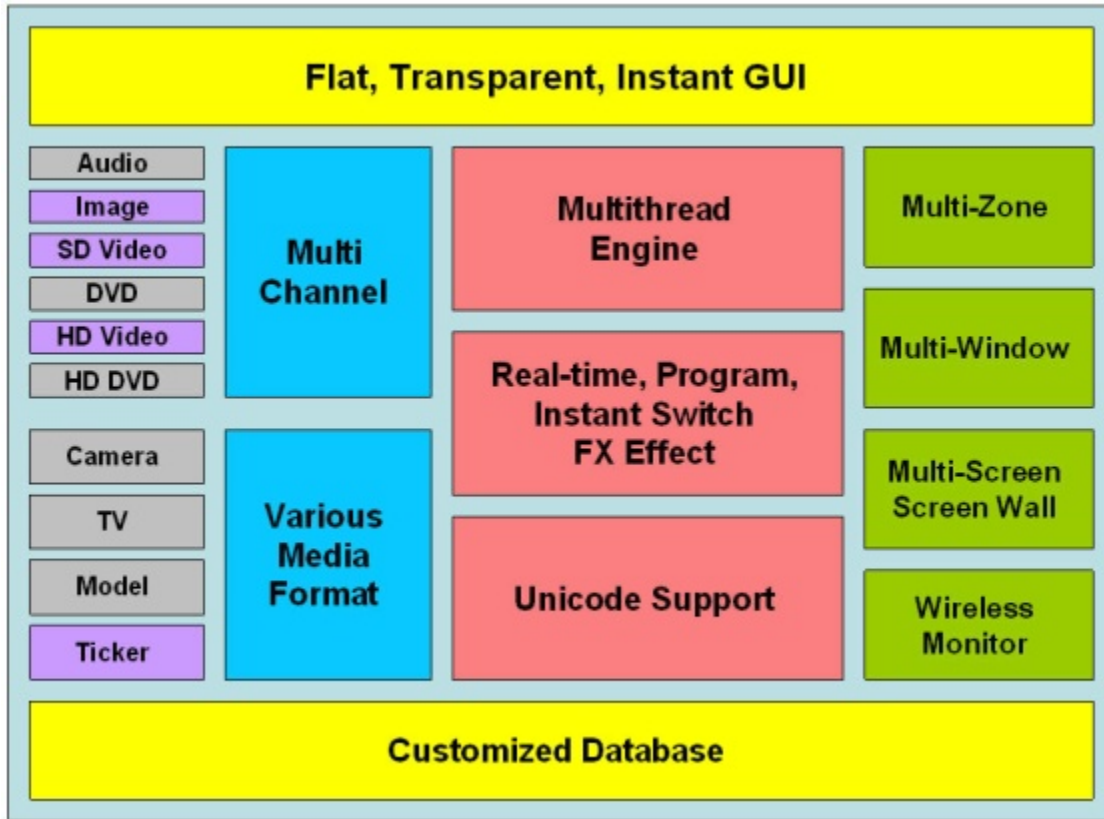 Flat, Transparent, Instant GUI
Audio
Image
SD Video
DVD
HD Video
HD DVD
Camera
TV
Model
Ticker
Multi
Channel
Various
Media
Format
Multithread
Engine
Real-time, Program,
Instant Switch
FX Effect
Unicode Support
Multi-Zone
Multi-Window
Multi-Screen
Screen Wall
Wireless
Monitor
Customized Database